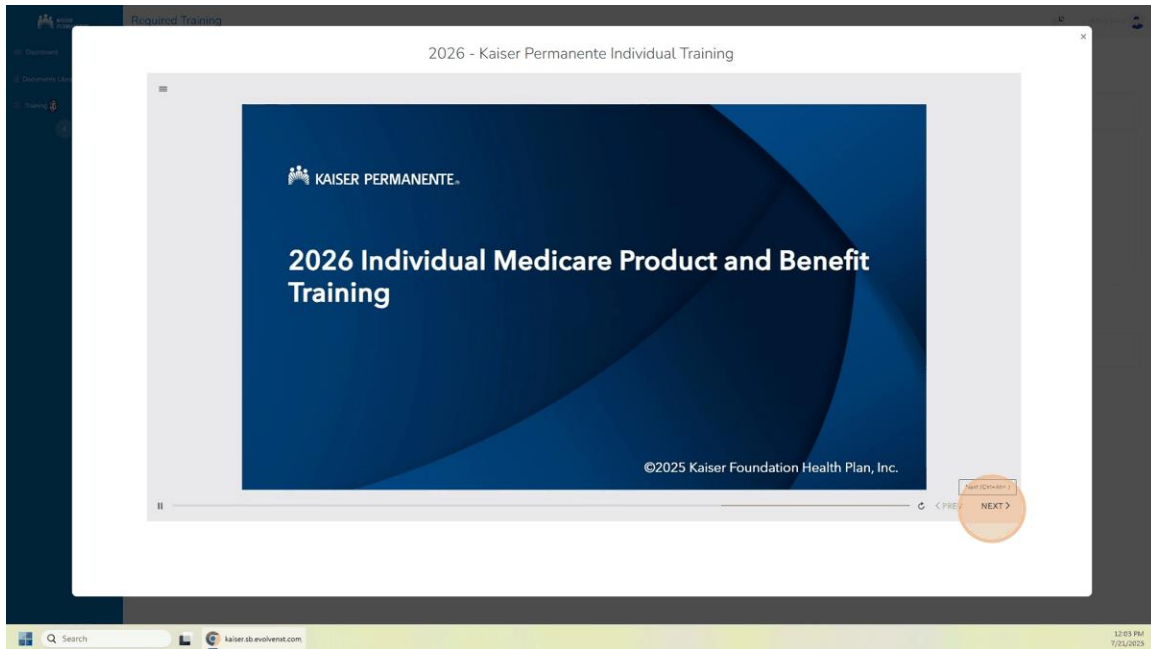 Required Training
Dashboard
Training
2026 - Kaiser Permanente Individual Training
KAISER PERMANENTE®
2026 Individual Medicare Product and Benefit
Training
©2025 Kaiser Foundation Health Plan, Inc.
< PREV NEXT >
Search
kaiser.sb.evolvenxt.com
12:03 PM
7/21/2025